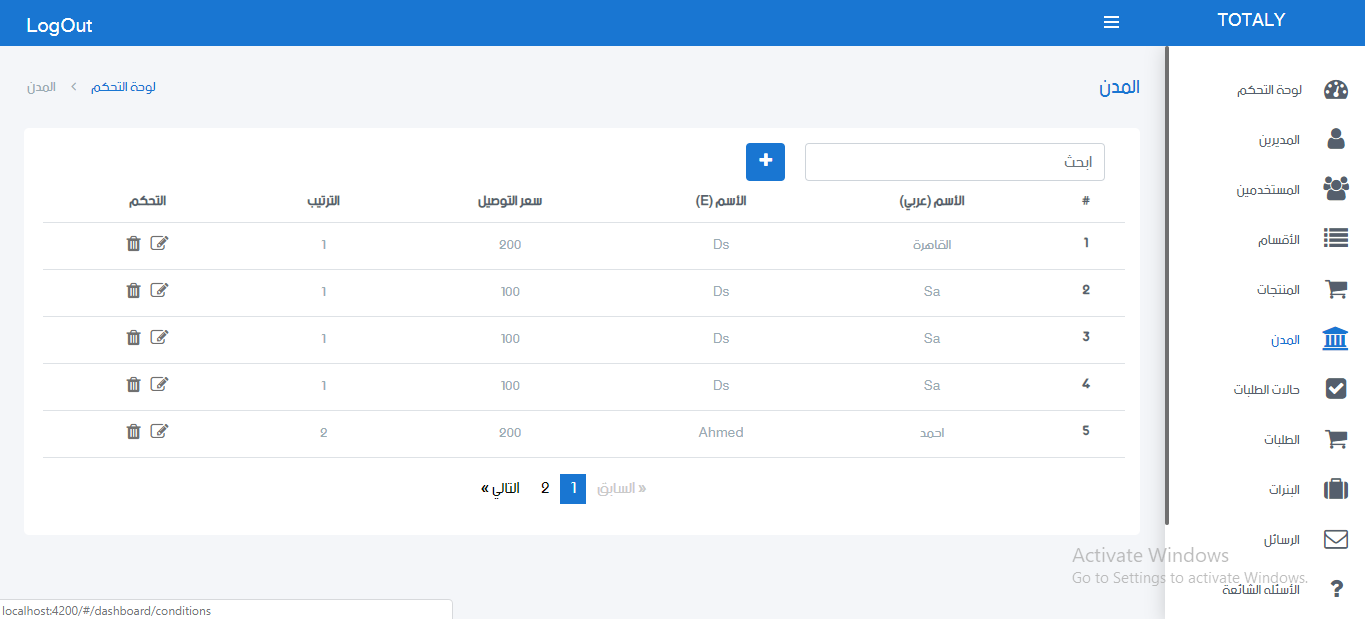 TOTALY
LogOut
لوحة التحكم
المديرين
المستخدمين
الأقسام
المنتجات
المدن
حالات الطلبات
الطلبات
البنرات
الرسائل
الأسئله الشائعة
المدن
لوحة التحكم > المدن
ابحث
+
# الاسم (عربي) الاسم (E) سعر التوصيل الترتيب التحكم
1 القاهرة Ds 200 1
2 Sa Ds 100 1
3 Sa Ds 100 1
4 Sa Ds 100 1
5 احمد Ahmed 200 2
« السابق 1 2 التالي »
Activate Windows
Go to Settings to activate Windows.
localhost:4200/#/dashboard/conditions